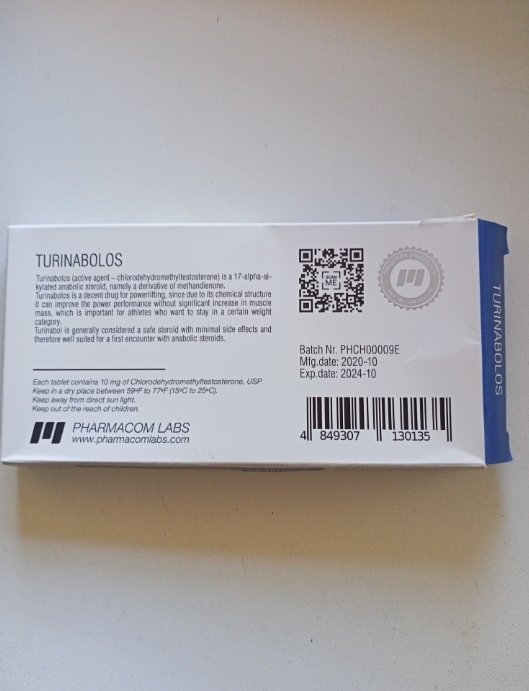 TURINABOLOS
Turinabolos (active agent – chlorodehydromethyltestosterone) is a 17-alpha-al-
kylated anabolic steroid, namely a derivative of methandienone.
Turinabolos is a decent drug for powerlifting, since due to its chemical structure
it can improve the power performance without significant increase in muscle
mass, which is important for athletes who want to stay in a certain weight
category.
Turinabol is generally considered a safe steroid with minimal side effects and
therefore well suited for a first encounter with anabolic steroids.
Each tablet contains 10 mg of Chlorodehydromethyltestosterone, USP
Keep in a dry place between 59ºF to 77ºF (15ºC to 25ºC).
Keep away from direct sun light.
Keep out of the reach of children.
PHARMACOM LABS
www.pharmacomlabs.com
SCAN
ME
Batch Nr. PHCH00009E
Mfg.date: 2020-10
Exp.date: 2024-10
4 849307 130135
TURINABOLOS